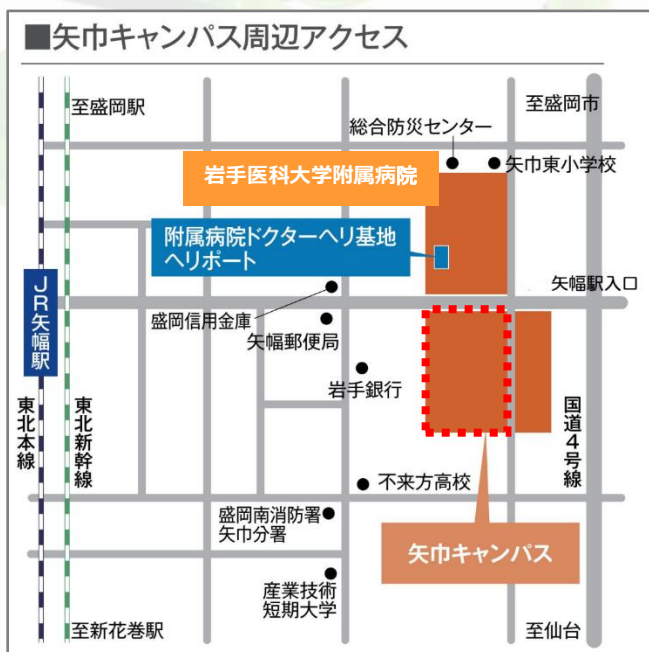 ■矢巾キャンパス周辺アクセス
至盛岡駅
至盛岡市
総合防災センター
岩手医科大学附属病院
矢巾東小学校
附属病院ドクターヘリ基地
ヘリポート
矢幅駅入口
JR矢幅駅
盛岡信用金庫
矢幅郵便局
岩手銀行
東北本線
東北新幹線
国道4号線
不来方高校
盛岡南消防署
矢巾分署
矢巾キャンパス
産業技術
短期大学
至新花巻駅
至仙台